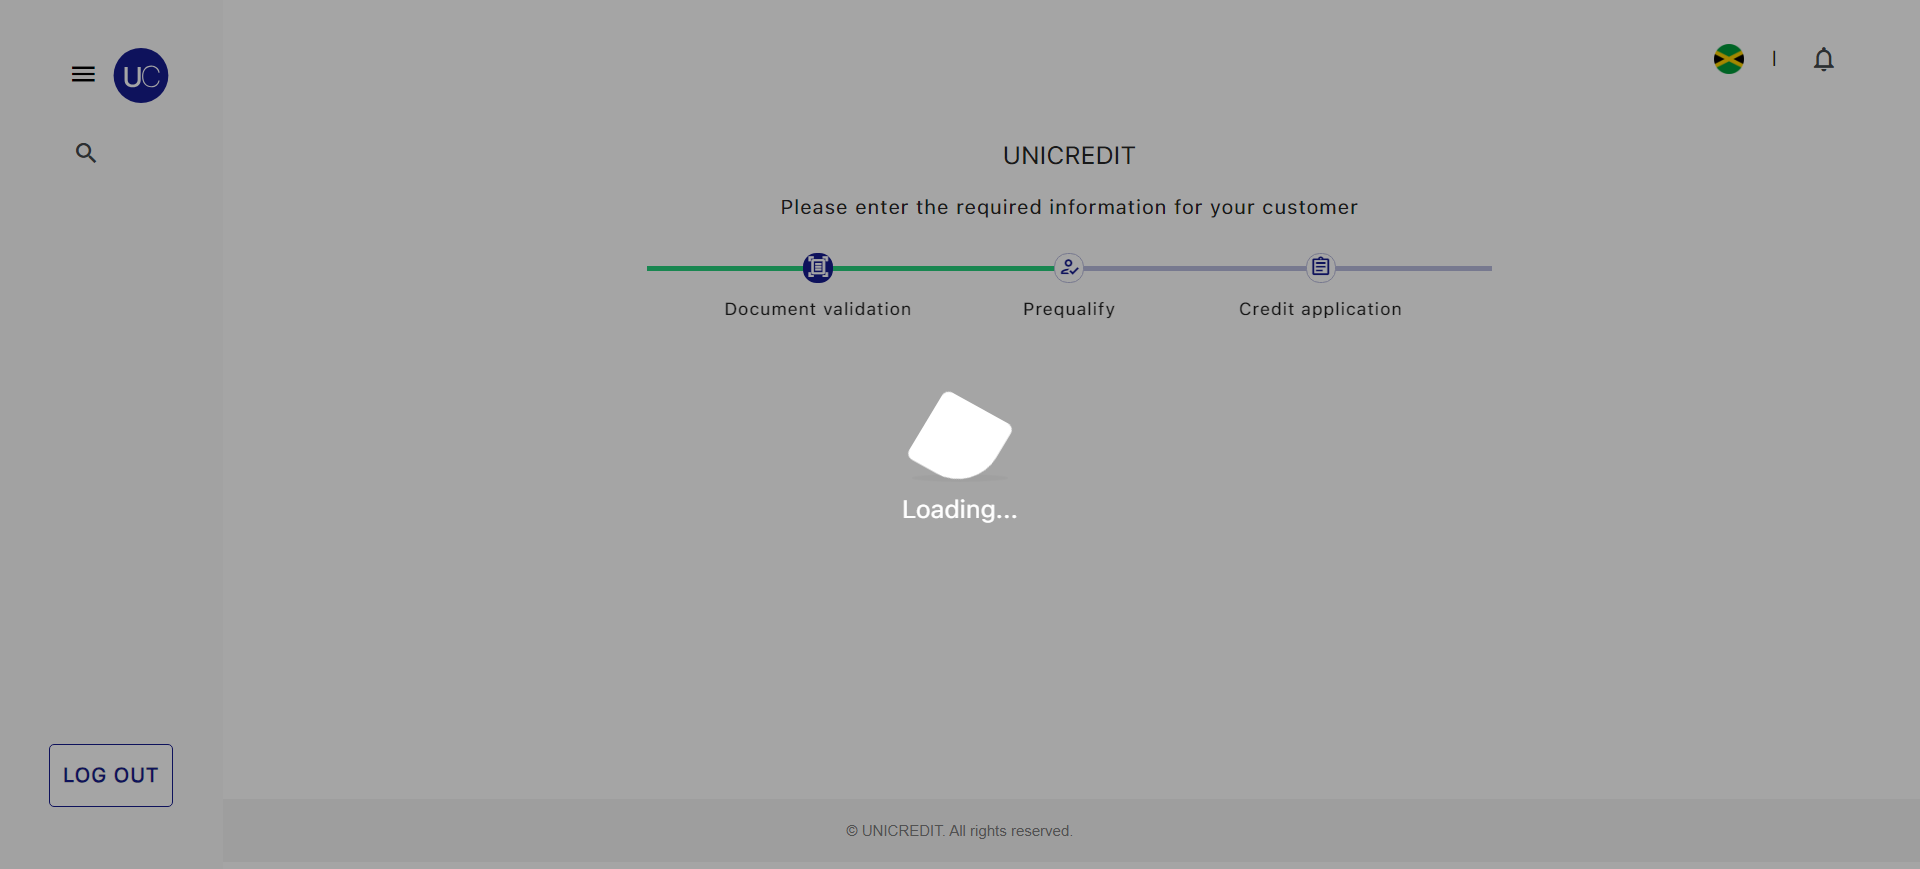 UC
UNICREDIT
Please enter the required information for your customer
Document validation
Prequalify
Credit application
Loading...
LOG OUT
© UNICREDIT. All rights reserved.